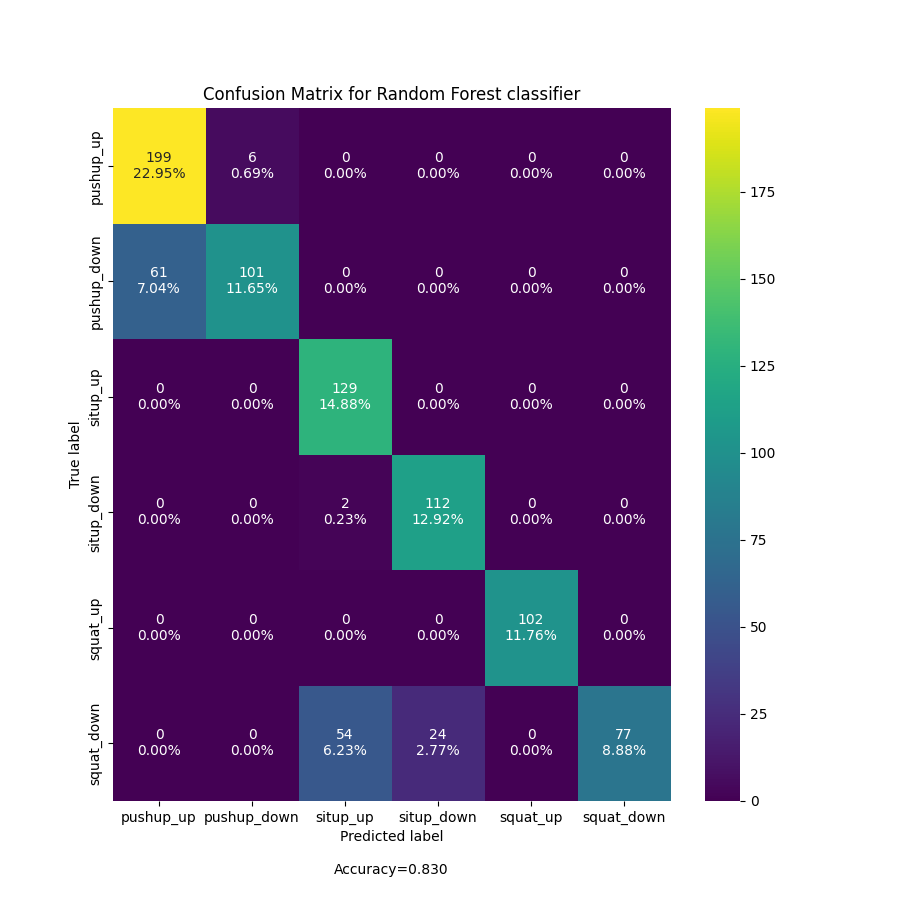 Confusion Matrix for Random Forest classifier
True label
pushup_up
199 6 0 0 0 0
22.95% 0.69% 0.00% 0.00% 0.00% 0.00%
pushup_down
61 101 0 0 0 0
7.04% 11.65% 0.00% 0.00% 0.00% 0.00%
situp_up
0 0 129 0 0 0
0.00% 0.00% 14.88% 0.00% 0.00% 0.00%
situp_down
0 0 2 112 0 0
0.00% 0.00% 0.23% 12.92% 0.00% 0.00%
squat_up
0 0 0 0 102 0
0.00% 0.00% 0.00% 0.00% 11.76% 0.00%
squat_down
0 0 54 24 0 77
0.00% 0.00% 6.23% 2.77% 0.00% 8.88%
pushup_up pushup_down situp_up situp_down squat_up squat_down
Predicted label
Accuracy=0.830
175
150
125
100
75
50
25
0